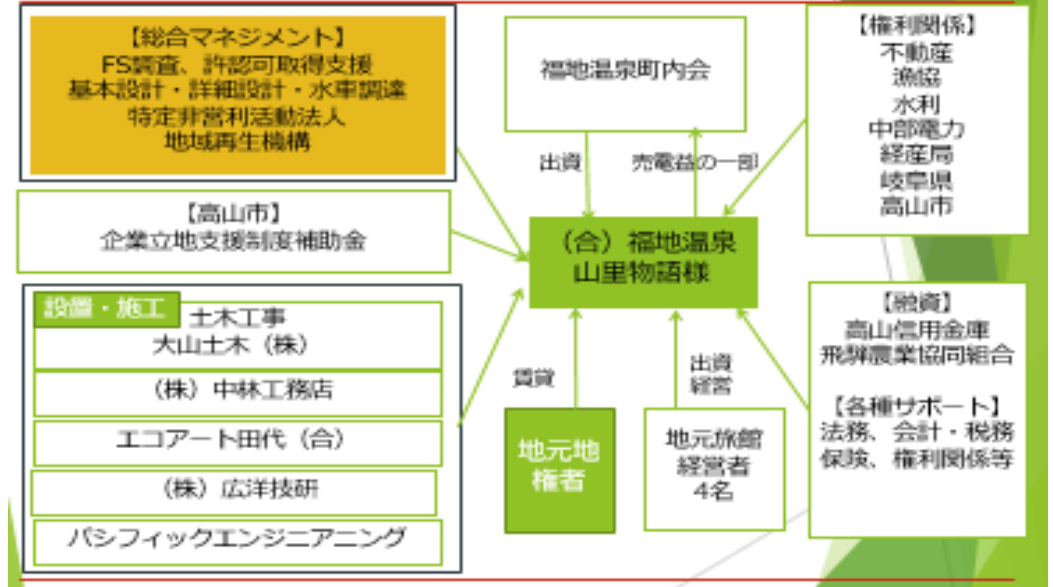 【総合マネジメント】
FS調査、許認可取得支援
基本設計・詳細設計・水車調達
特定非営利活動法人
地域再生機構
【高山市】
企業立地支援制度補助金
設置・施工
土木工事
大山土木（株）
（株）中林工務店
エコアート田代（合）
（株）広洋技研
パシフィックエンジニアニング
福地温泉町内会
出資
売電益の一部
（合）福地温泉
山里物語様
賃貸
地元地
権者
出資
経営
地元旅館
経営者
4名
【権利関係】
不動産
漁協
水利
中部電力
経産局
岐阜県
高山市
【融資】
高山信用金庫
飛騨農業協同組合
【各種サポート】
法務、会計・税務
保険、権利関係等